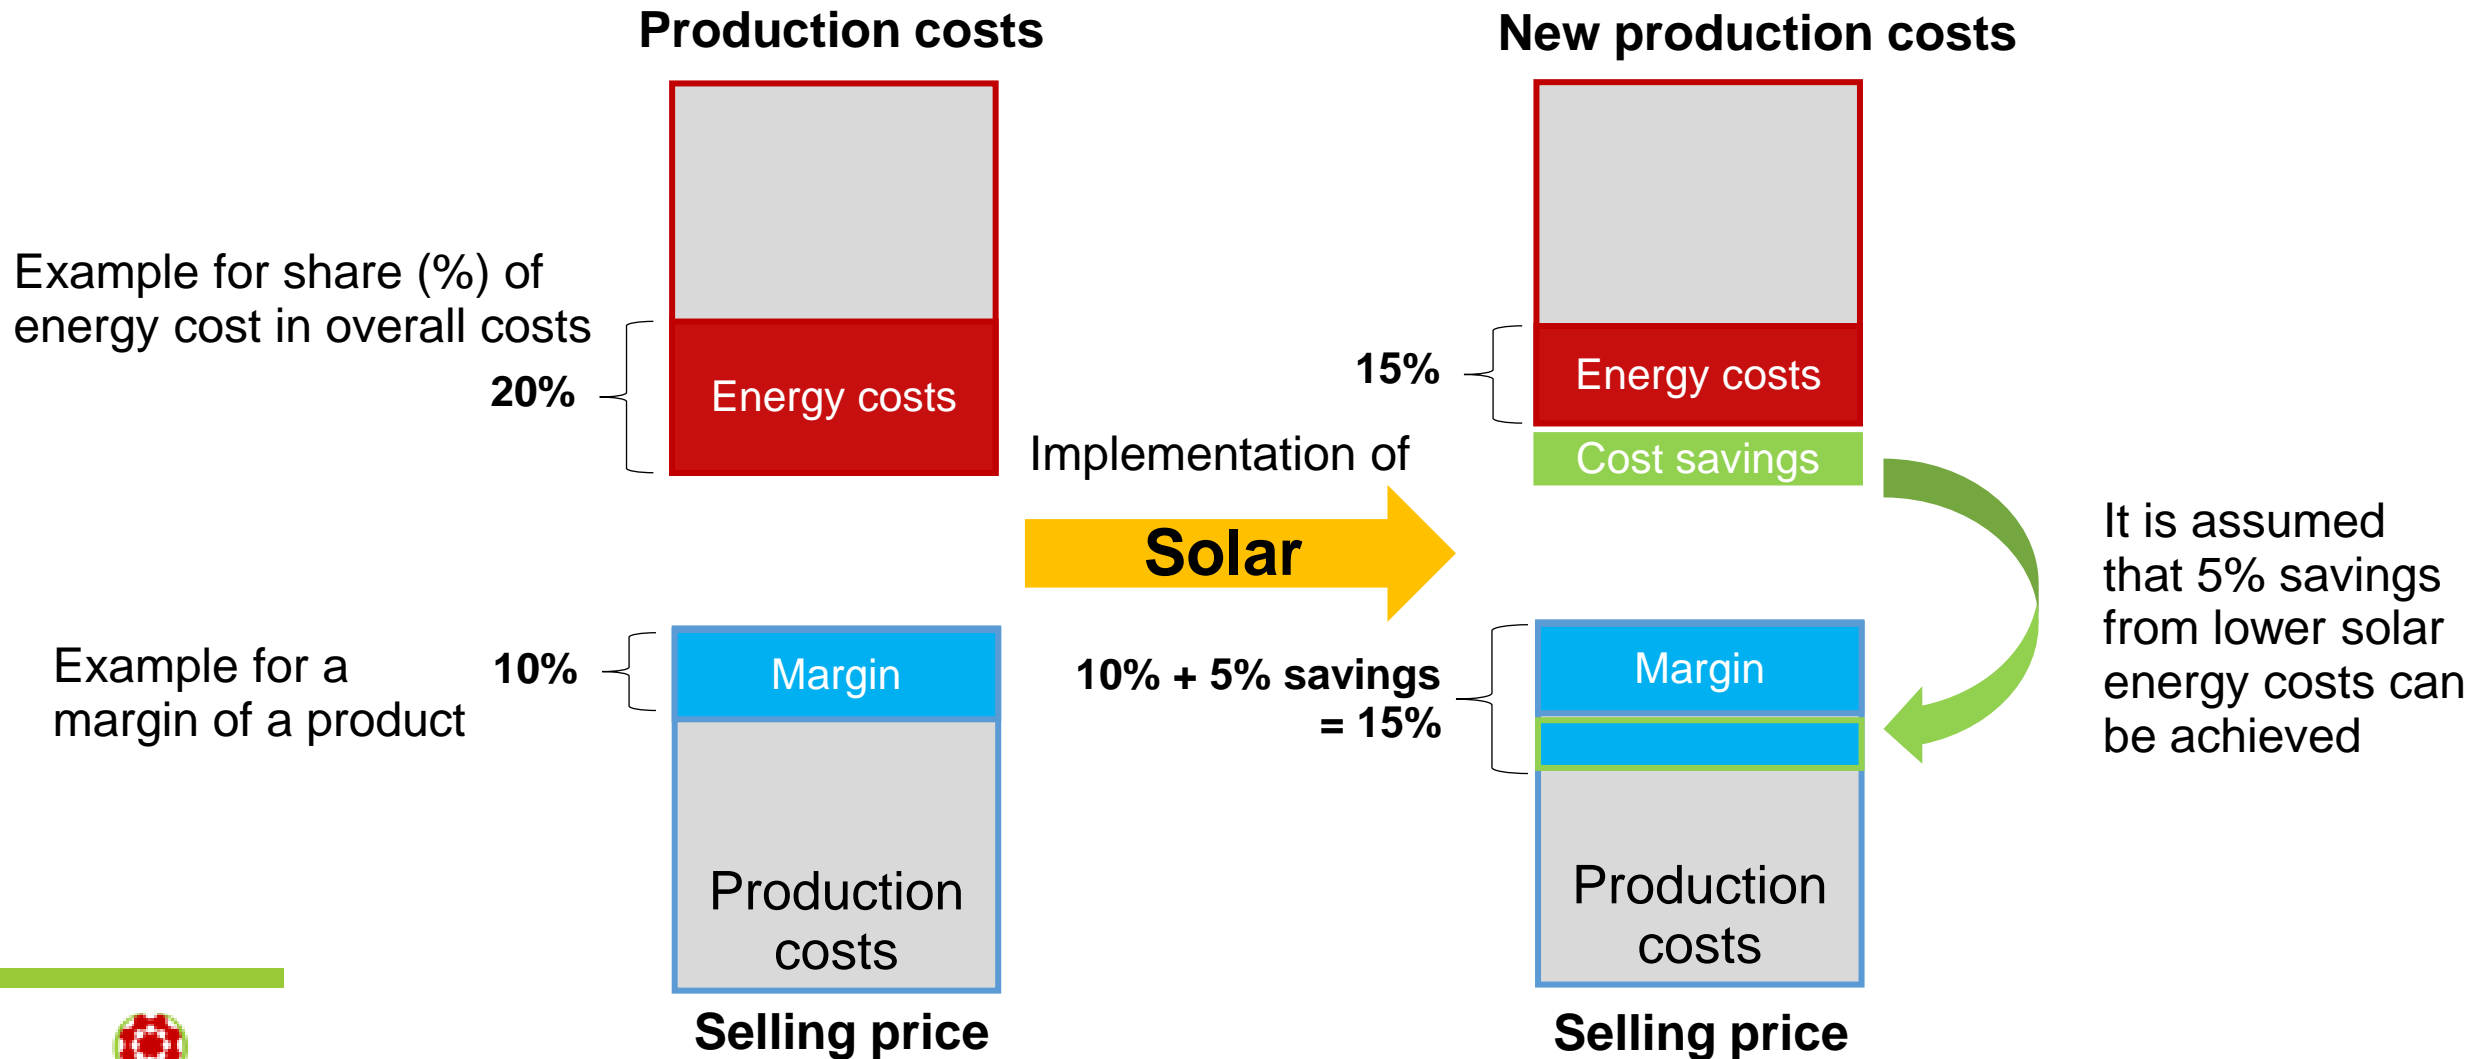 Production costs
New production costs
Example for share (%) of
energy cost in overall costs
20%
Energy costs
15%
Energy costs
Cost savings
Implementation of
Solar
It is assumed
that 5% savings
from lower solar
energy costs can
be achieved
Example for a
margin of a product
10%
Margin
10% + 5% savings
= 15%
Margin
Production
costs
Production
costs
Selling price
Selling price